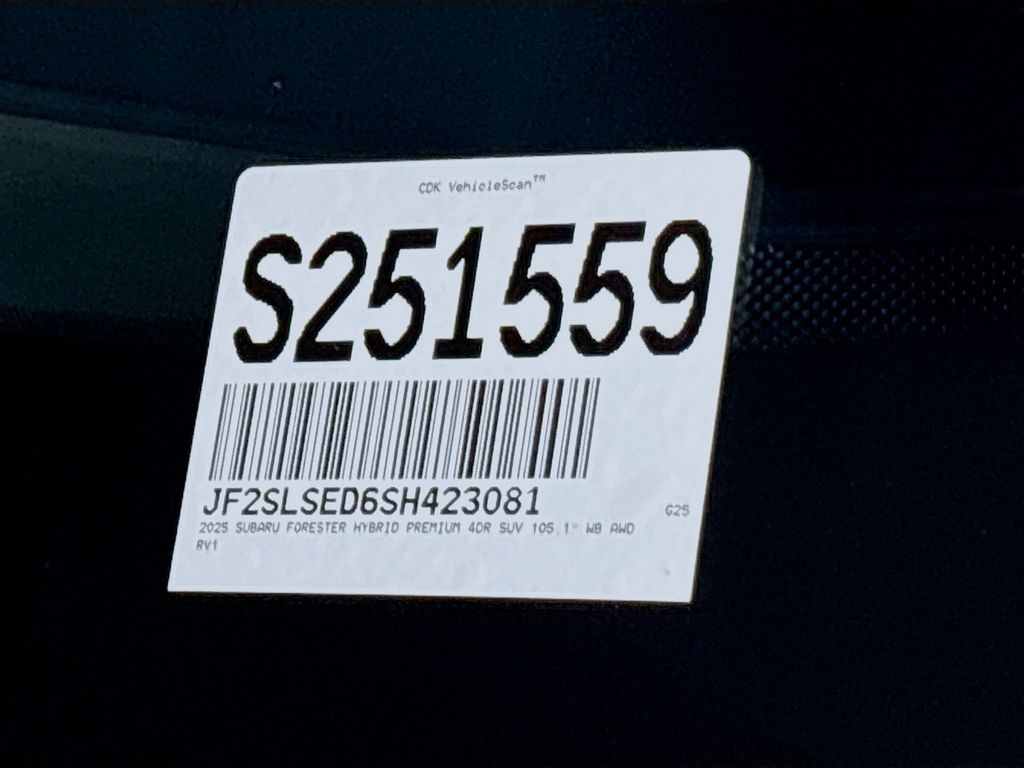 CDK VehicleScan™
S251559
JF2SLSED6SH423081
G25
2025 SUBARU FORESTER HYBRID PREMIUM 4DR SUV 105.1" WB AWD
RV1